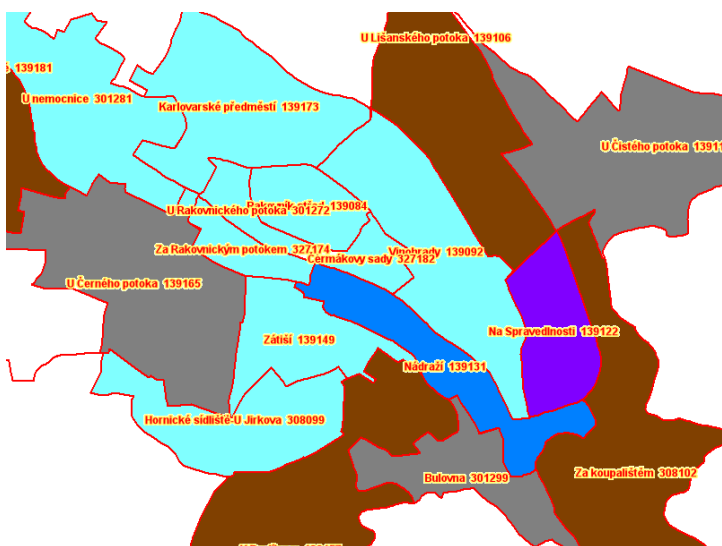 U Lišanského potoka 139106
139181
U nemocnice 301281
Karlovarské předměstí 139173
U Čistého potoka 13911
139084
U Rakovnického potoka 301272
Za Rakovnickým potokem 327174
Vinohrady 139092
Čermákovy sady 327182
U Černého potoka 139165
Na Spravedlnosti 139122
Zátiší 139149
Nádraží 139131
Hornické sídliště-U Jirkova 308099
Bulovna 301299
Za koupalištěm 308102